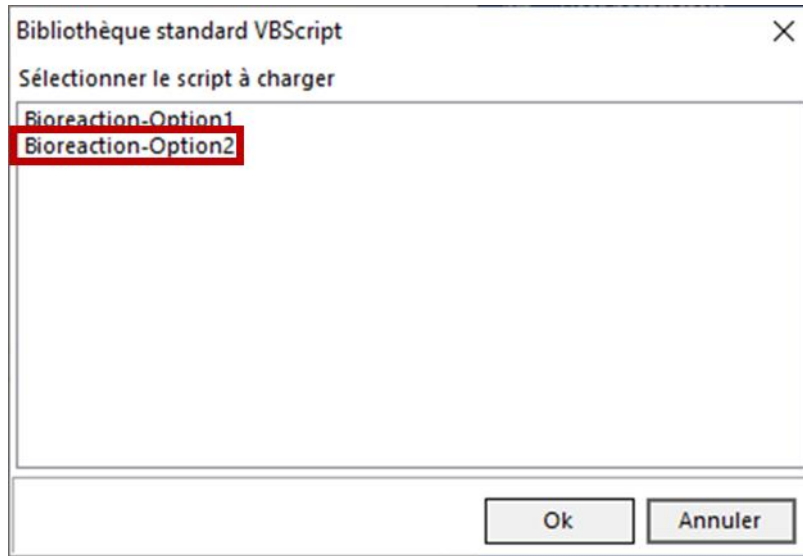 Bibliothèque standard VBScript
Sélectionner le script à charger
Bioreaction-Option1
Bioreaction-Option2
Ok
Annuler